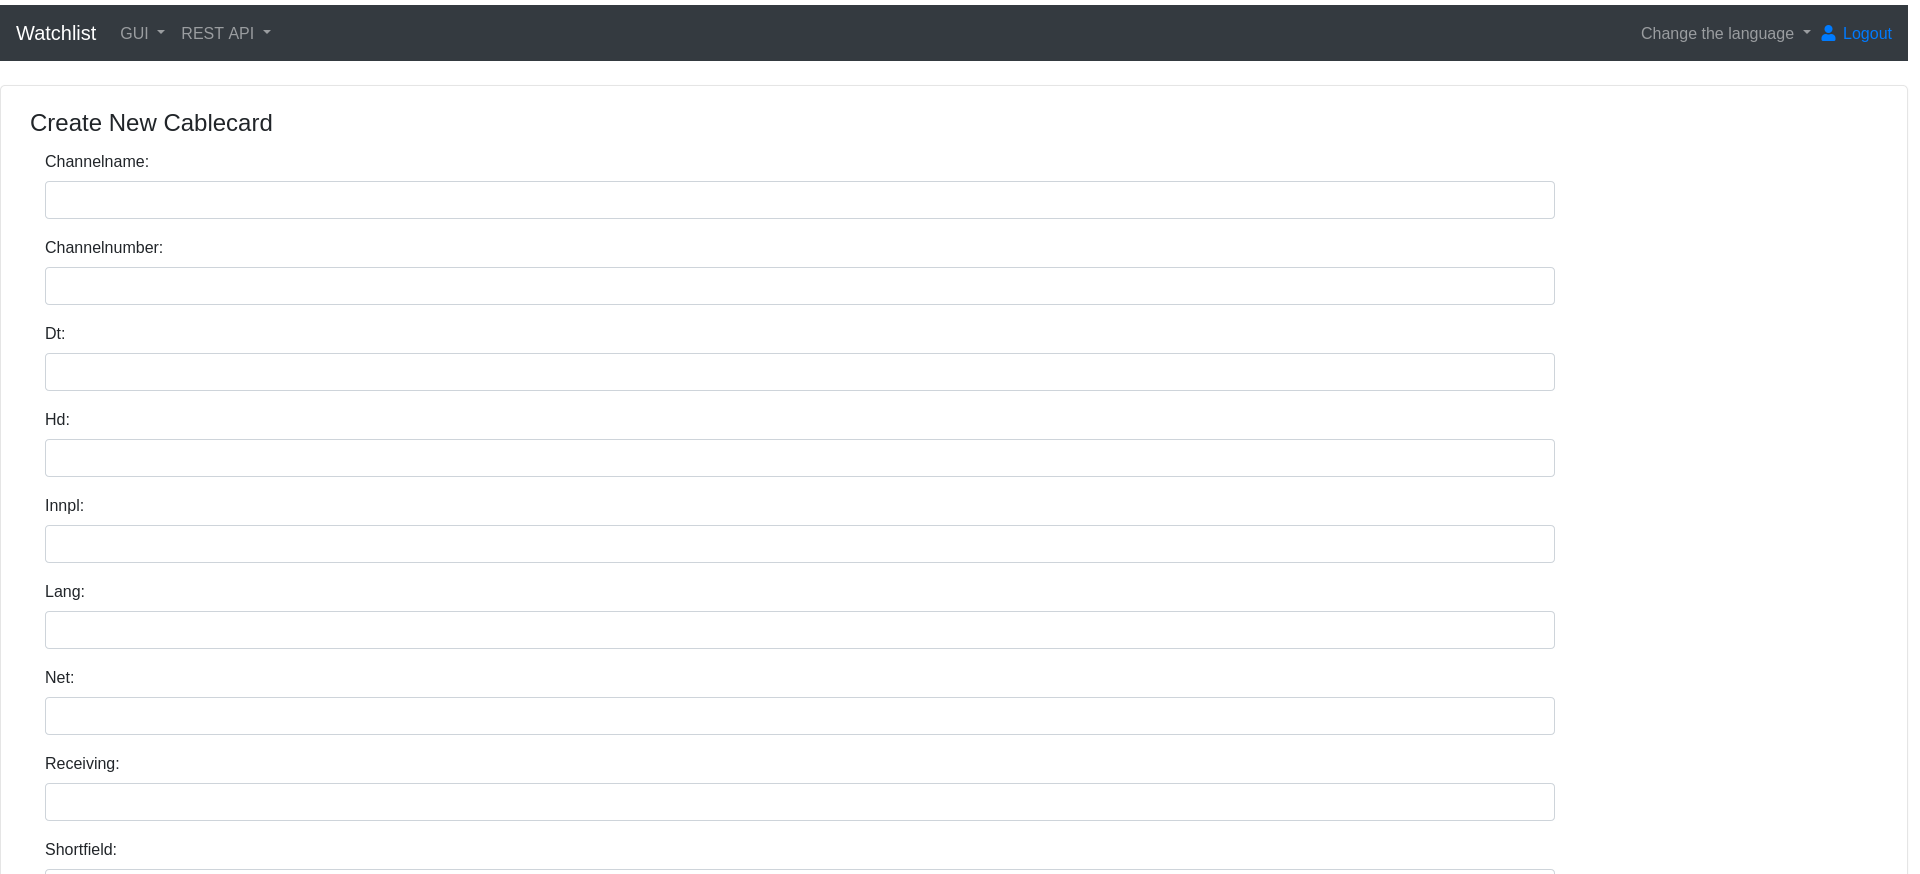 Watchlist GUI REST API Change the language Logout
Create New Cablecard
Channelname:
Channelnumber:
Dt:
Hd:
Innpl:
Lang:
Net:
Receiving:
Shortfield: